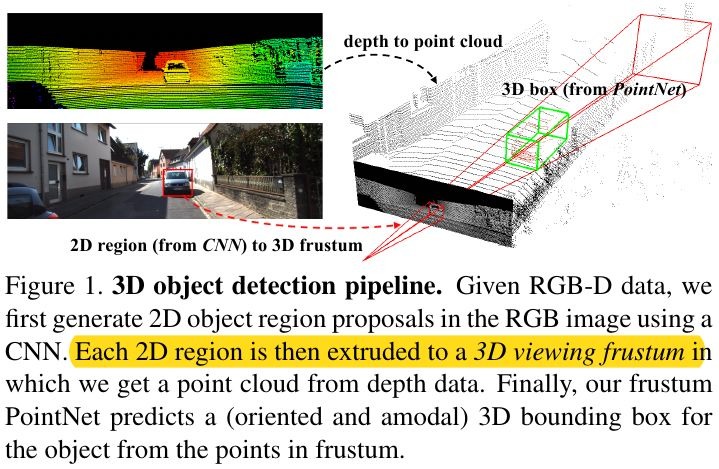 depth to point cloud
3D box (from PointNet)
2D region (from CNN) to 3D frustum
Figure 1. 3D object detection pipeline. Given RGB-D data, we
first generate 2D object region proposals in the RGB image using a
CNN. Each 2D region is then extruded to a 3D viewing frustum in
which we get a point cloud from depth data. Finally, our frustum
PointNet predicts a (oriented and amodal) 3D bounding box for
the object from the points in frustum.